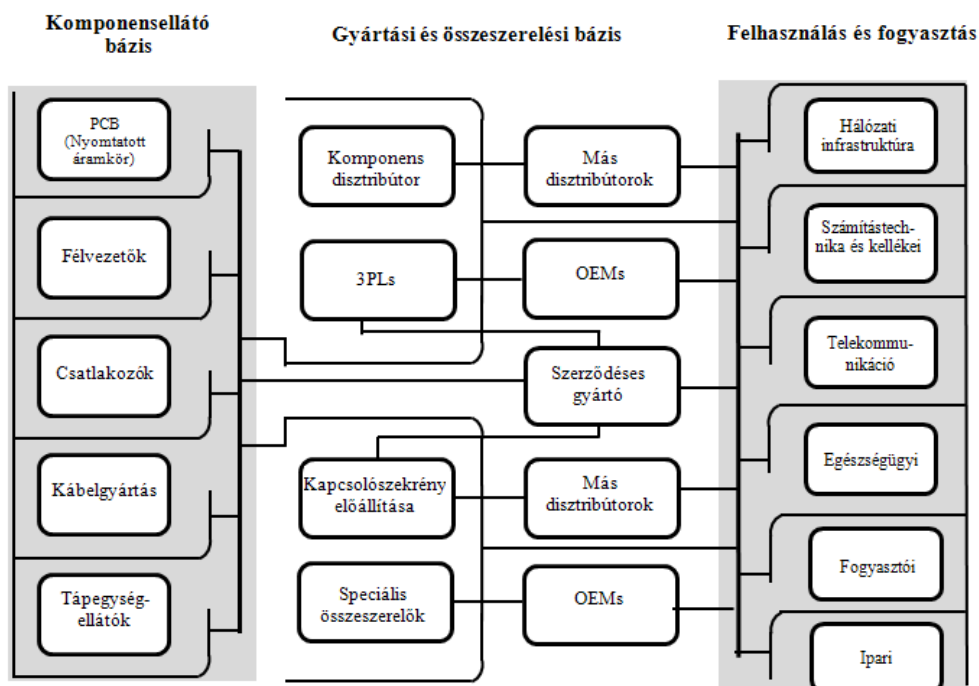 Komponensellátó
bázis
Gyártási és összeszerelési bázis
Felhasználás és fogyasztás
PCB
(Nyomtatott
áramkör)
Félvezetők
Csatlakozók
Kábelgyártás
Tápegység-
ellátók
Komponens
disztribútor
Más
disztribútorok
3PLs
OEMs
Szerződéses
gyártó
Kapcsolószekrény
előállítása
Más
disztribútorok
Speciális
összeszerelők
OEMs
Hálózati
infrastruktúra
Számítástech-
nika és kellékei
Telekommu-
nikáció
Egészségügyi
Fogyasztói
Ipari